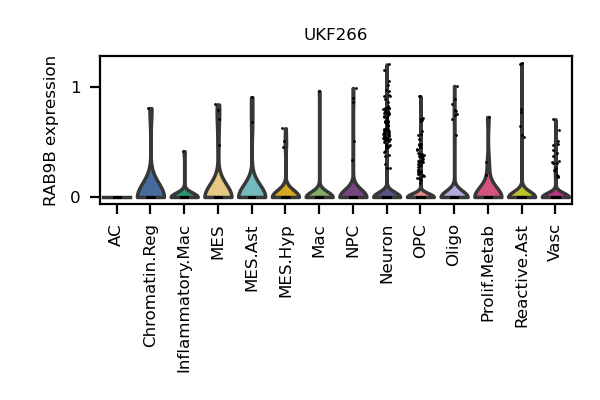 UKF266
RAB9B expression
1
0
AC
Chromatin.Reg
Inflammatory.Mac
MES
MES.Ast
MES.Hyp
Mac
NPC
Neuron
OPC
Oligo
Prolif.Metab
Reactive.Ast
Vasc